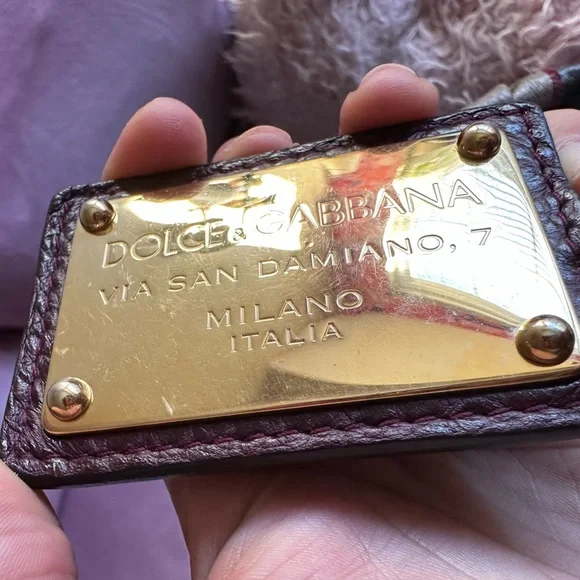 DOLCE & GABBANA
VIA SAN DAMIANO, 7
MILANO
ITALIA